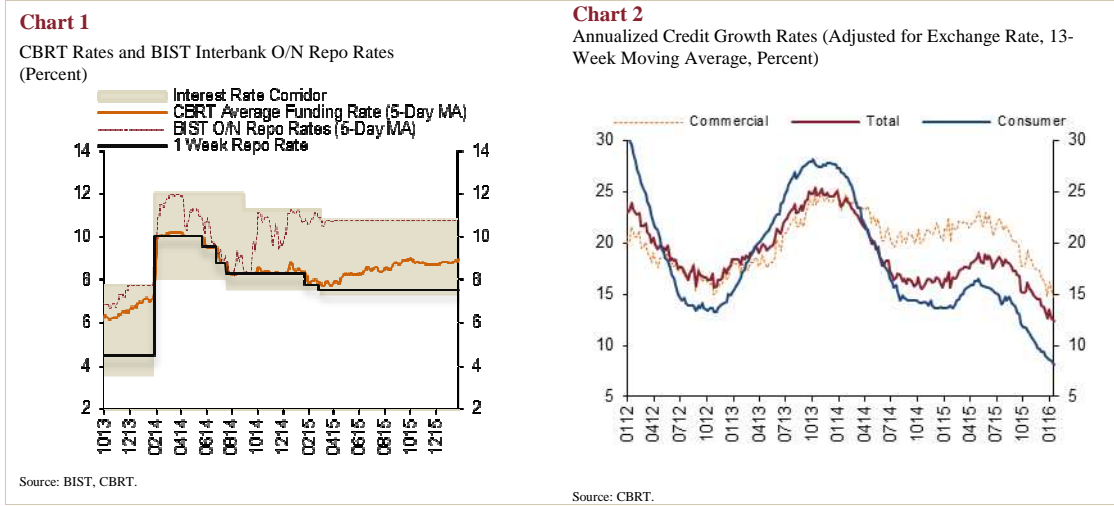 Chart 1
CBRT Rates and BIST Interbank O/N Repo Rates
(Percent)
Interest Rate Corridor
CBRT Average Funding Rate (5-Day MA)
BIST O/N Repo Rates (5-Day MA)
1 Week Repo Rate
14 14
12 12
10 10
8 8
6 6
4 4
2 2
1013 1213 0214 0414 0614 0814 1014 1214 0215 0415 0615 0815 1015 1215
Source: BIST, CBRT.
Chart 2
Annualized Credit Growth Rates (Adjusted for Exchange Rate, 13-
Week Moving Average, Percent)
Commercial Total Consumer
30 30
25 25
20 20
15 15
10 10
5 5
0112 0412 0712 1012 0113 0413 0713 1013 0114 0414 0714 1014 0115 0415 0715 1015 0116
Source: CBRT.